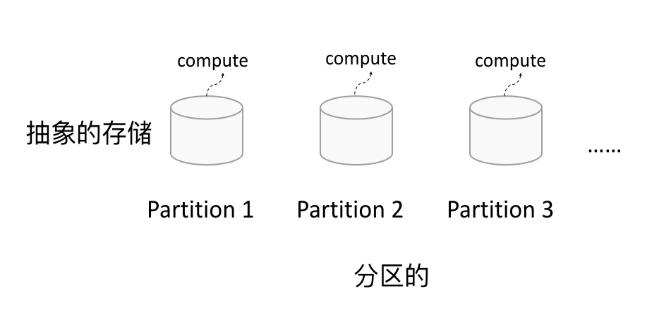 compute compute compute
抽象的存储
......
Partition 1 Partition 2 Partition 3
分区的